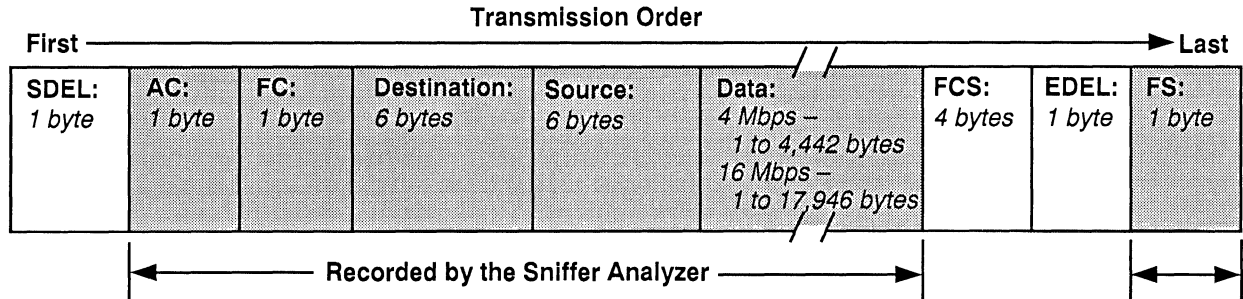 Transmission Order
First Last
SDEL: AC: FC: Destination: Source: Data: FCS: EDEL: FS:
1 byte 1 byte 1 byte 6 bytes 6 bytes 4 Mbps – 4 bytes 1 byte 1 byte
1 to 4,442 bytes
16 Mbps –
1 to 17,946 bytes
Recorded by the Sniffer Analyzer